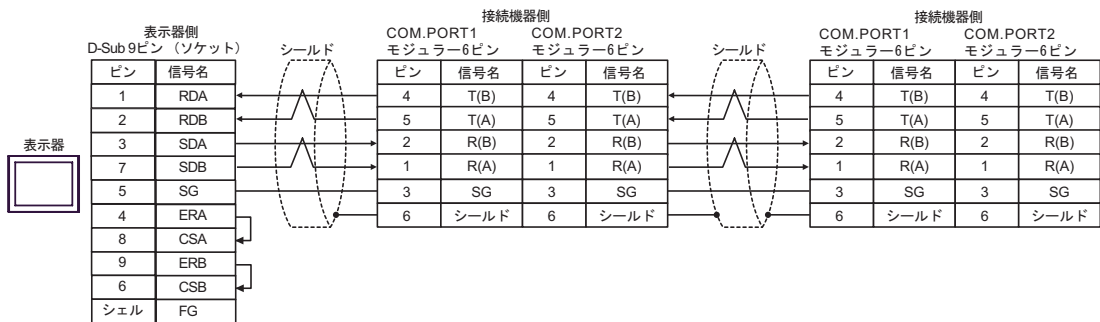 表示器
表示器側
D-Sub 9ピン （ソケット）
ピン 信号名
1 RDA
2 RDB
3 SDA
7 SDB
5 SG
4 ERA
8 CSA
9 ERB
6 CSB
シェル FG
シールド
接続機器側
COM.PORT1 COM.PORT2
モジュラー6ピン モジュラー6ピン
ピン 信号名 ピン 信号名
4 T(B) 4 T(B)
5 T(A) 5 T(A)
2 R(B) 2 R(B)
1 R(A) 1 R(A)
3 SG 3 SG
6 シールド 6 シールド
シールド
接続機器側
COM.PORT1 COM.PORT2
モジュラー6ピン モジュラー6ピン
ピン 信号名 ピン 信号名
4 T(B) 4 T(B)
5 T(A) 5 T(A)
2 R(B) 2 R(B)
1 R(A) 1 R(A)
3 SG 3 SG
6 シールド 6 シールド